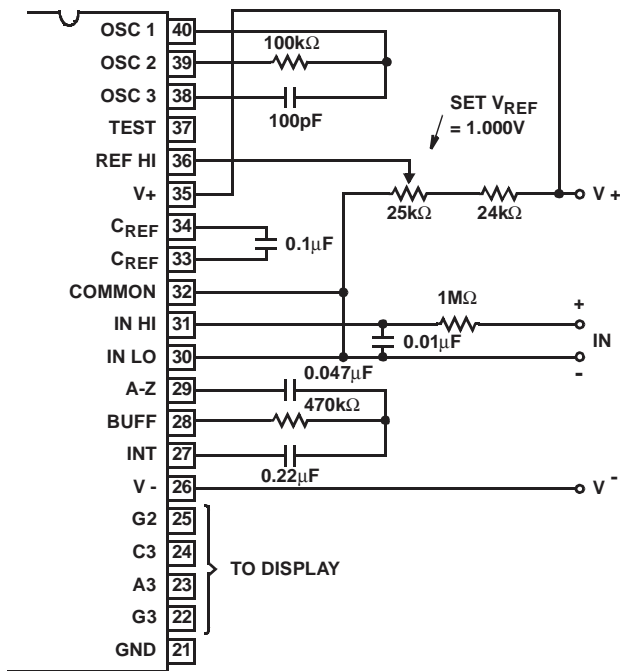 OSC 1 40
OSC 2 39 100kΩ
OSC 3 38 100pF
TEST 37
SET VREF
= 1.000V
REF HI 36
V+ 35 25kΩ 24kΩ V +
CREF 34 0.1µF
CREF 33
COMMON 32
1MΩ
IN HI 31 +
0.01µF IN
IN LO 30 -
0.047µF
A-Z 29
470kΩ
BUFF 28
INT 27
0.22µF
V - 26 V -
G2 25
C3 24
TO DISPLAY
A3 23
G3 22
GND 21